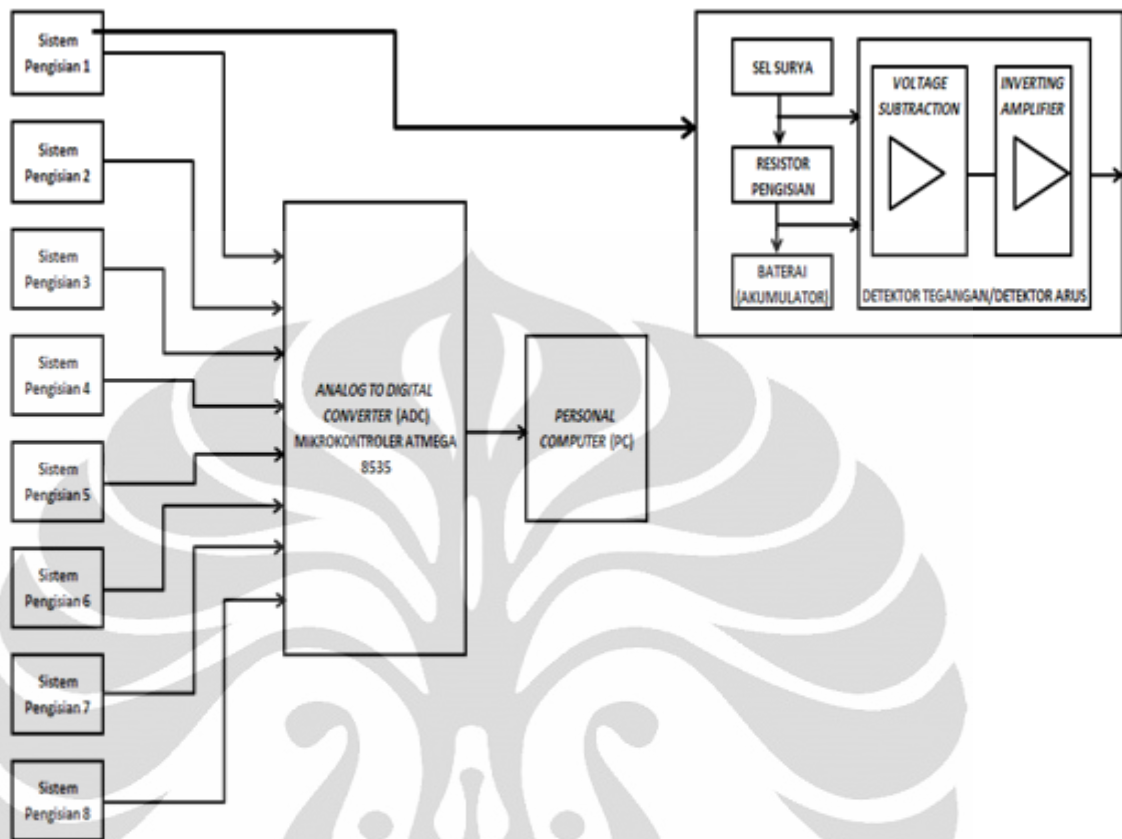 Sistem
Pengisian 1
Sistem
Pengisian 2
Sistem
Pengisian 3
Sistem
Pengisian 4
Sistem
Pengisian 5
Sistem
Pengisian 6
Sistem
Pengisian 7
Sistem
Pengisian 8
ANALOG TO DIGITAL
CONVERTER (ADC)
MIKROKONTROLER ATMEGA
8535
PERSONAL
COMPUTER (PC)
SEL SURYA
RESISTOR
PENGISIAN
BATERAI
(AKUMULATOR)
VOLTAGE
SUBTRACTION
INVERTING
AMPLIFIER
DETEKTOR TEGANGAN/DETEKTOR ARUS